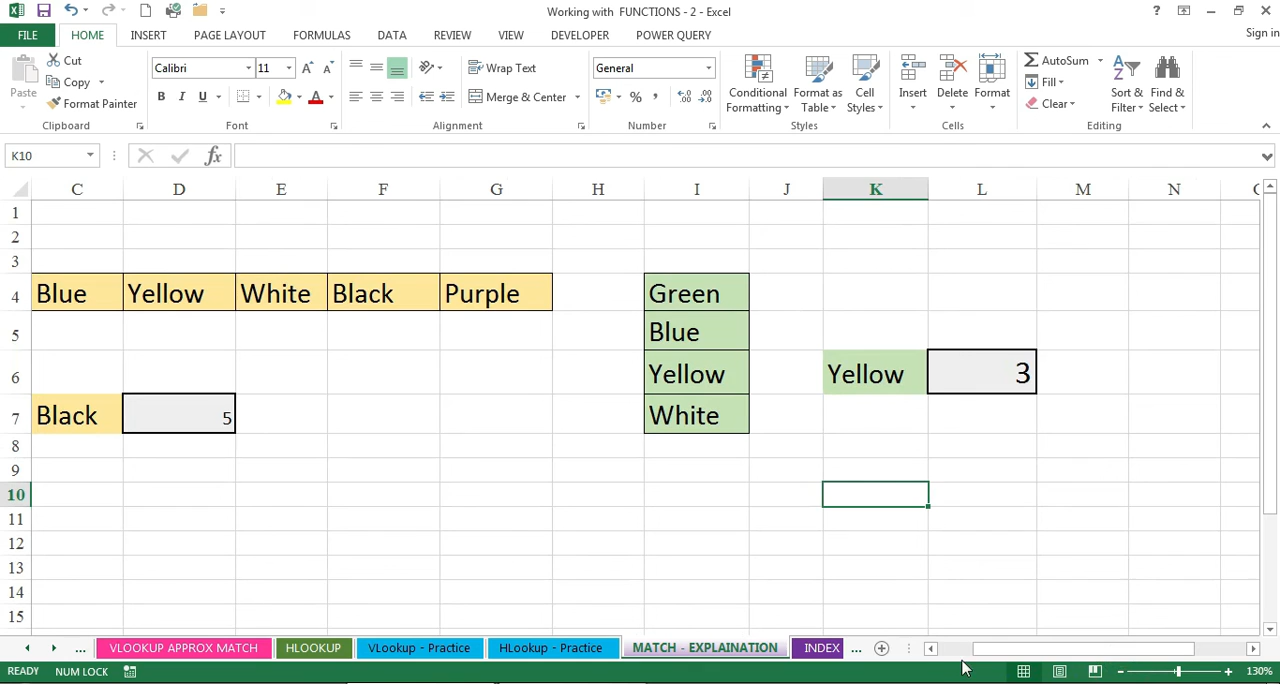 Working with FUNCTIONS - 2 - Excel
?
Sign in
FILE HOME INSERT PAGE LAYOUT FORMULAS DATA REVIEW VIEW DEVELOPER POWER QUERY
Cut
Copy
Format Painter
Paste
Clipboard
Calibri 11
B I U
Font
Wrap Text
Merge & Center
Alignment
General
%
Number
Conditional Formatting
Format as Table
Cell Styles
Styles
Insert Delete Format
Cells
AutoSum
Fill
Clear
Sort & Filter
Find & Select
Editing
K10
fx
C D E F G H I J K L M N
1
2
3
4 Blue Yellow White Black Purple Green
5 Blue
6 Yellow Yellow 3
7 Black 5 White
8
9
10
11
12
13
14
15
... VLOOKUP APPROX MATCH HLOOKUP VLookup - Practice HLookup - Practice MATCH - EXPLAINATION INDEX ...
READY NUM LOCK 130%